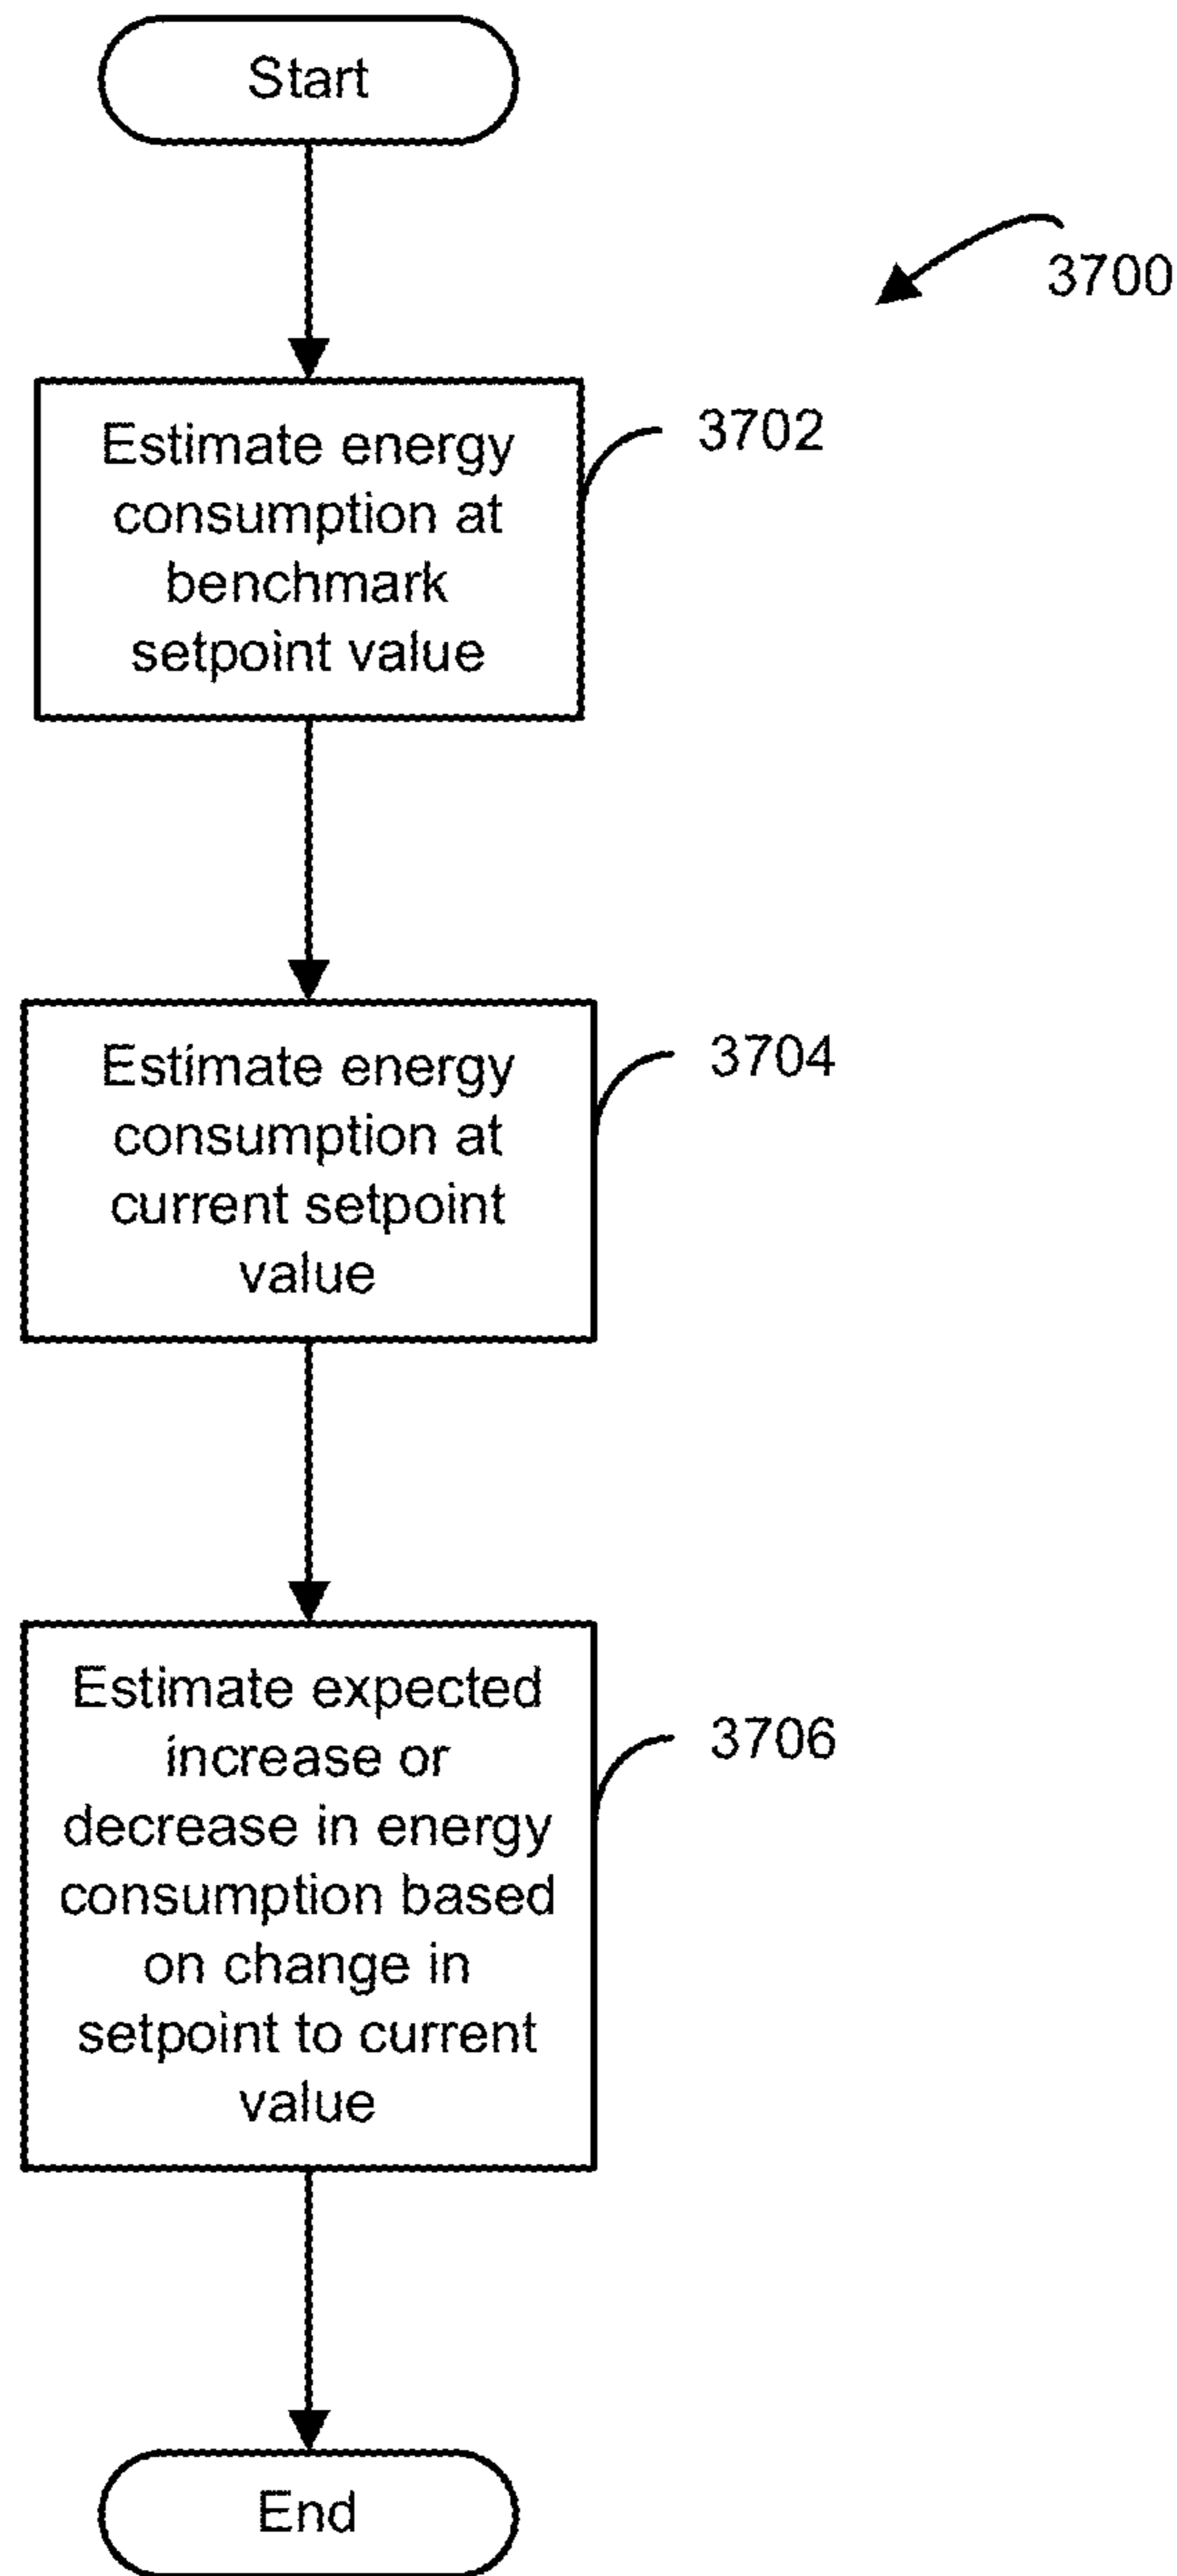 Start
3700
Estimate energy
consumption at
benchmark
setpoint value
3702
Estimate energy
consumption at
current setpoint
value
3704
Estimate expected
increase or
decrease in energy
consumption based
on change in
setpoint to current
value
3706
End